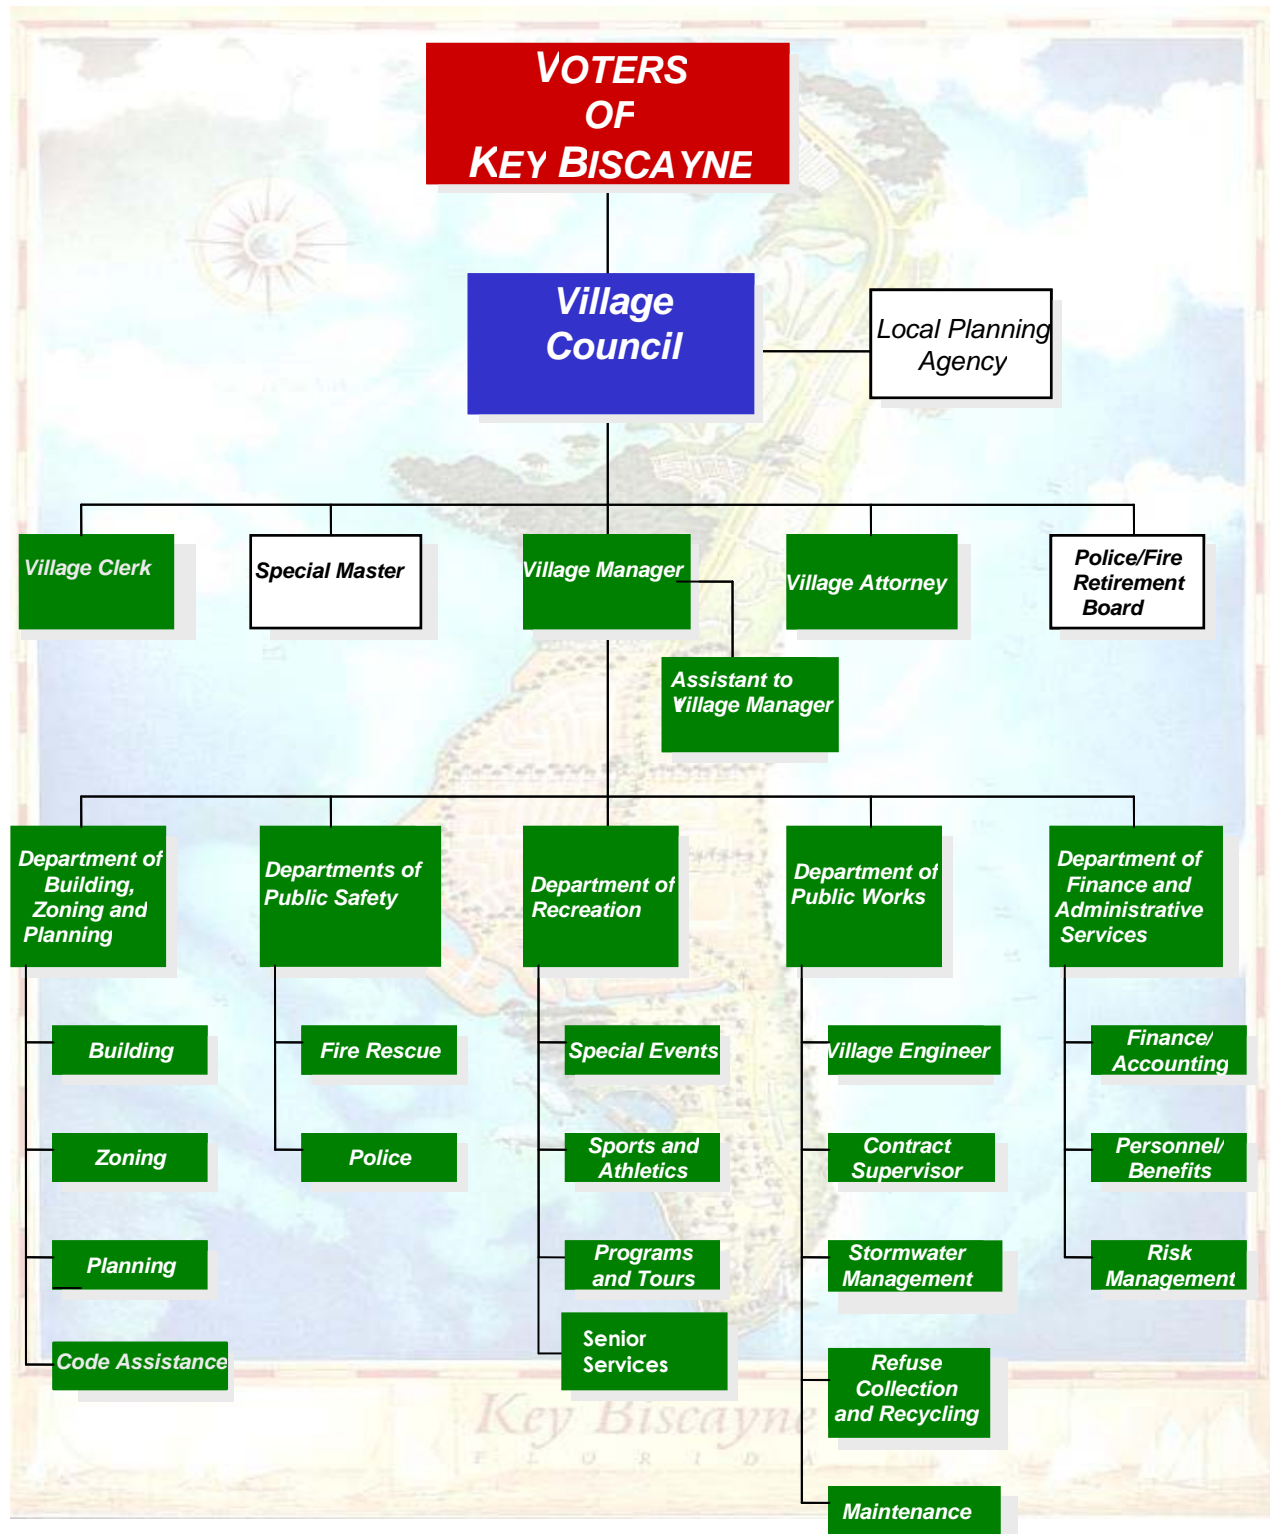 VOTERS
OF
KEY BISCAYNE
Village
Council
Local Planning
Agency
Village Clerk
Special Master
Village Manager
Village Attorney
Police/Fire
Retirement
Board
Assistant to
Village Manager
Department of
Building,
Zoning and
Planning
Departments of
Public Safety
Department of
Recreation
Department of
Public Works
Department of
Finance and
Administrative
Services
Building
Fire Rescue
Special Events
Village Engineer
Finance/
Accounting
Zoning
Police
Sports and
Athletics
Contract
Supervisor
Personnel/
Benefits
Planning
Programs
and Tours
Stormwater
Management
Risk
Management
Code Assistance
Senior
Services
Refuse
Collection
and Recycling
Key Biscayne
FLORIDA
Maintenance